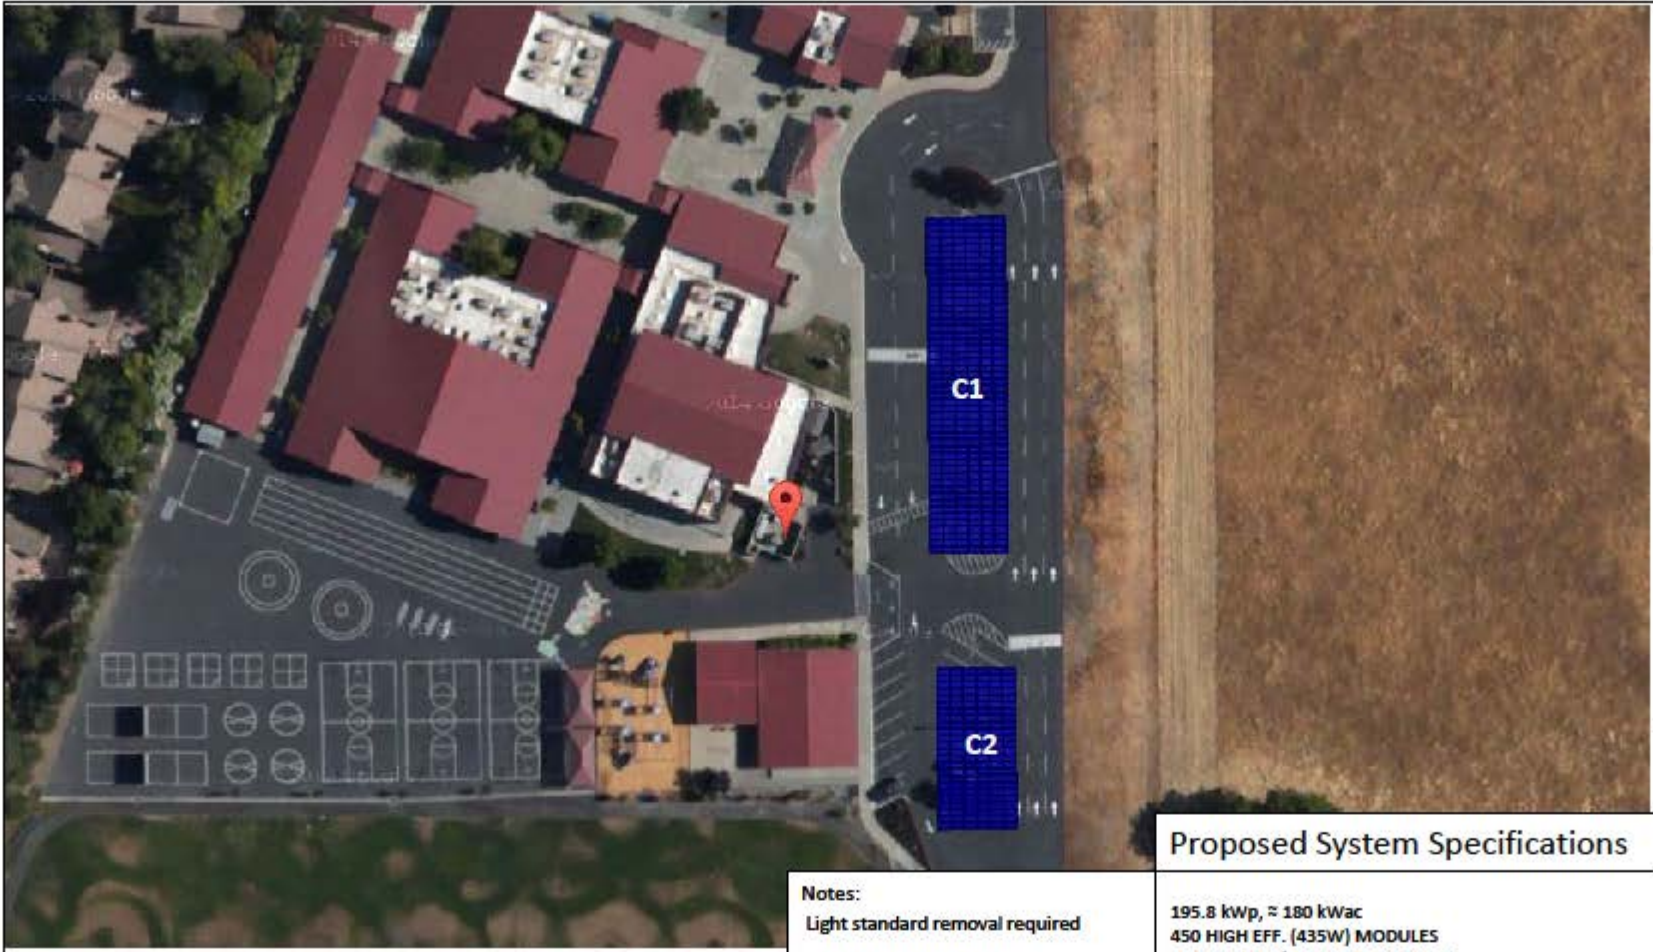 C1
C2
Proposed System Specifications
Notes:
Light standard removal required
195.8 kWp, ≈ 180 kWac
450 HIGH EFF. (435W) MODULES